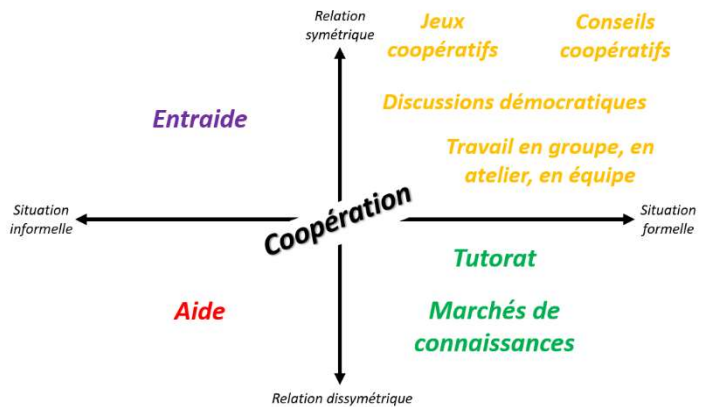 Relation
symétrique
Jeux
coopératifs
Conseils
coopératifs
Entraide
Discussions démocratiques
Travail en groupe, en
atelier, en équipe
Situation
informelle
Coopération
Situation
formelle
Tutorat
Aide
Marchés de
connaissances
Relation dissymétrique